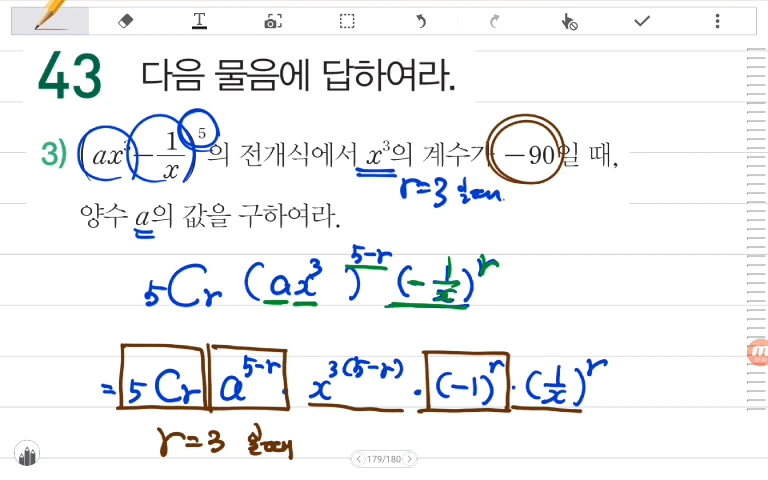 43 다음 물음에 답하여라.
3) (ax³ - 1/x)⁵의 전개식에서 x³의 계수가 -90일 때,
r=3 일때.
양수 a의 값을 구하여라.
₅Cr (ax³)^(5-r) (-1/x)^r
= ₅Cr a^(5-r) · x^(3(5-r)) · (-1)^r · (1/x)^r
r=3 일때
179/180